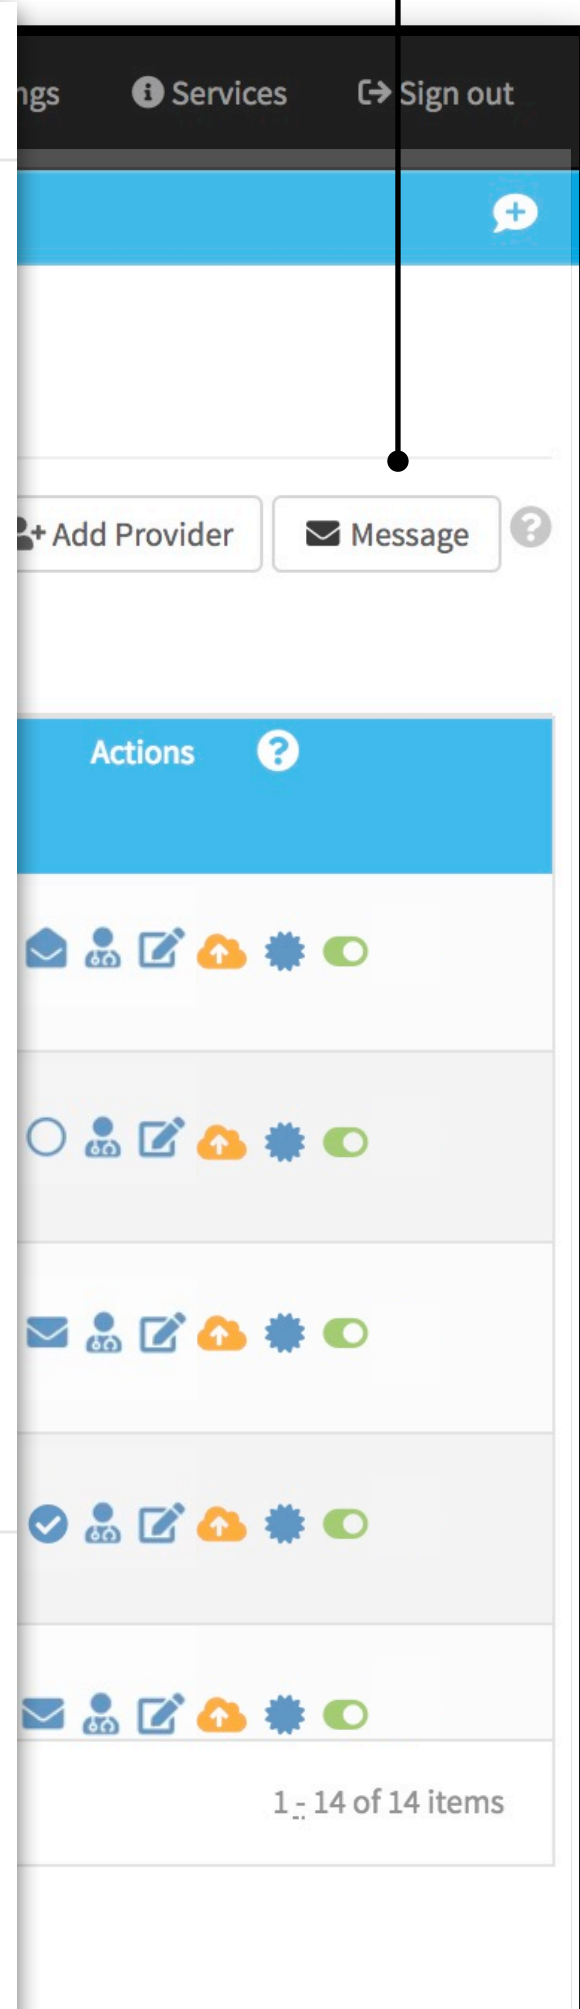 ngs Services Sign out
Add Provider Message
Actions
1 - 14 of 14 items